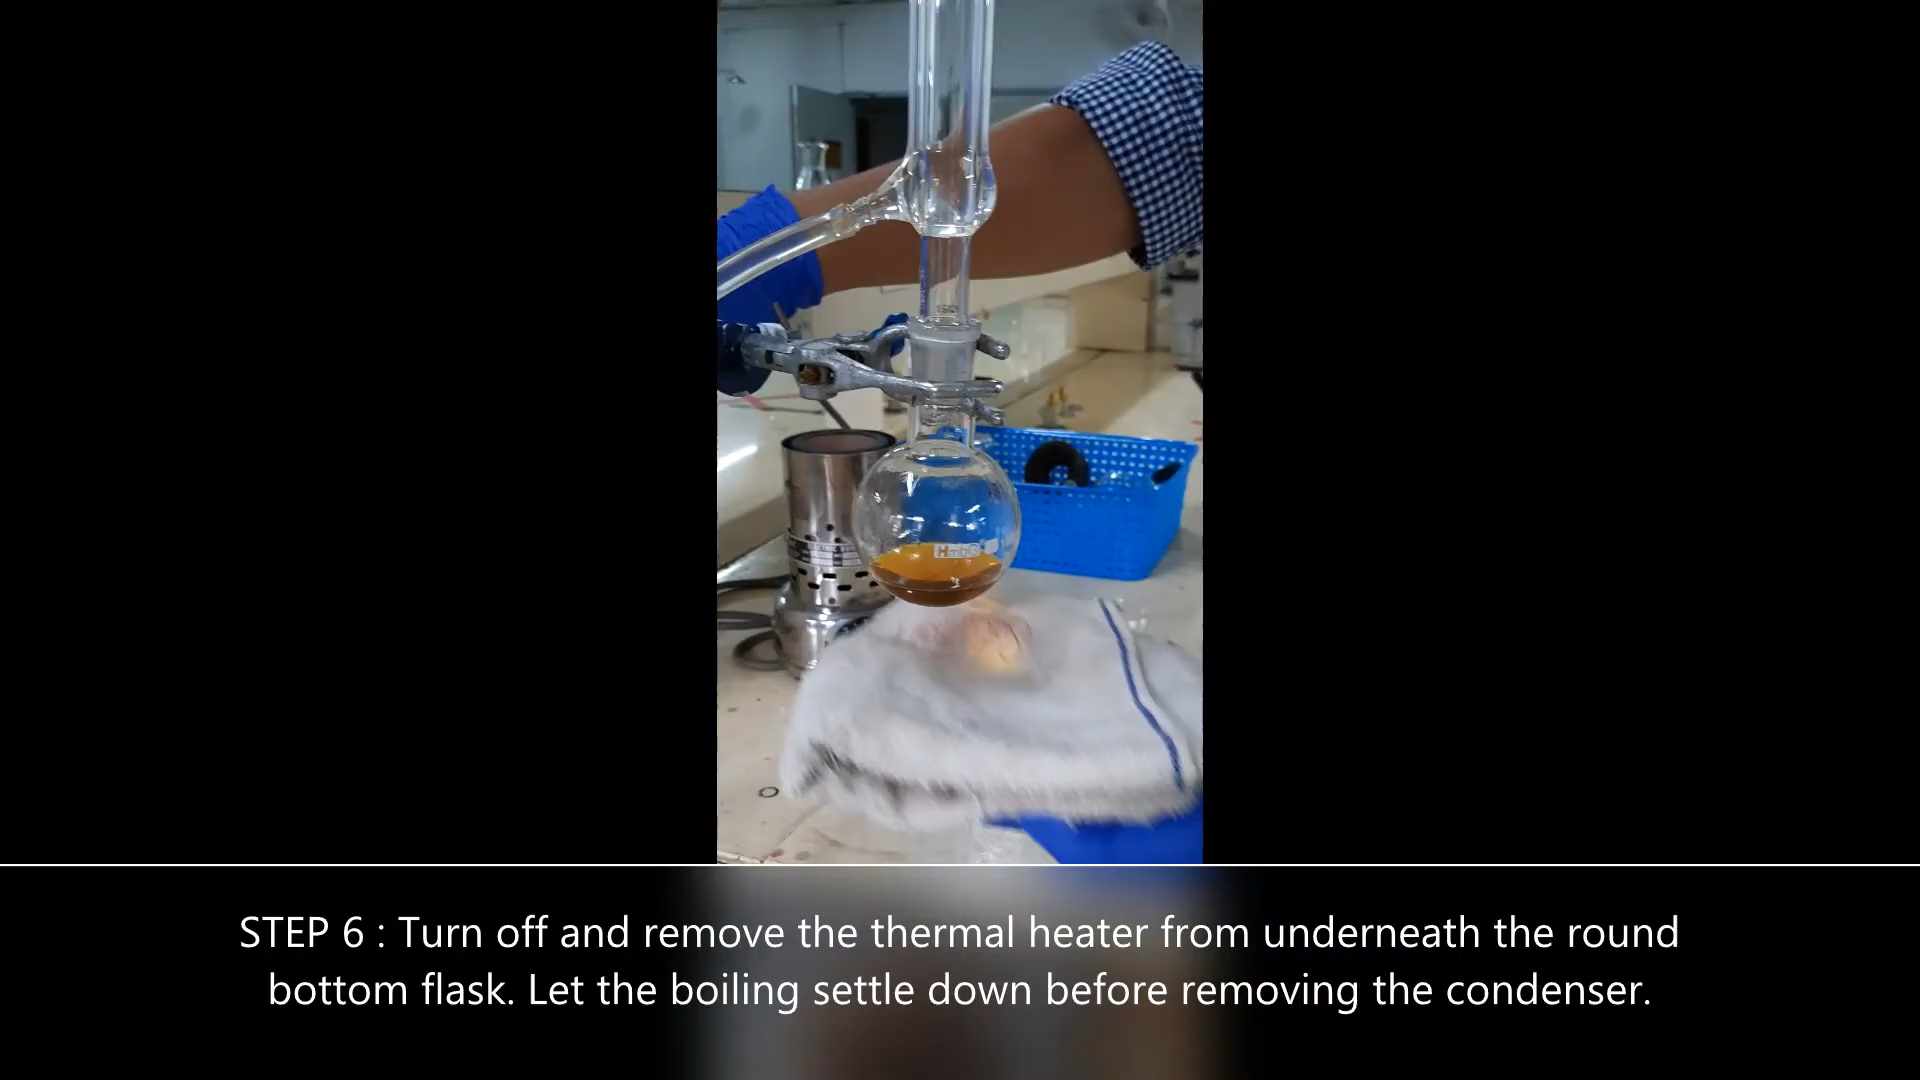 HmbG
STEP 6 : Turn off and remove the thermal heater from underneath the round
bottom flask. Let the boiling settle down before removing the condenser.